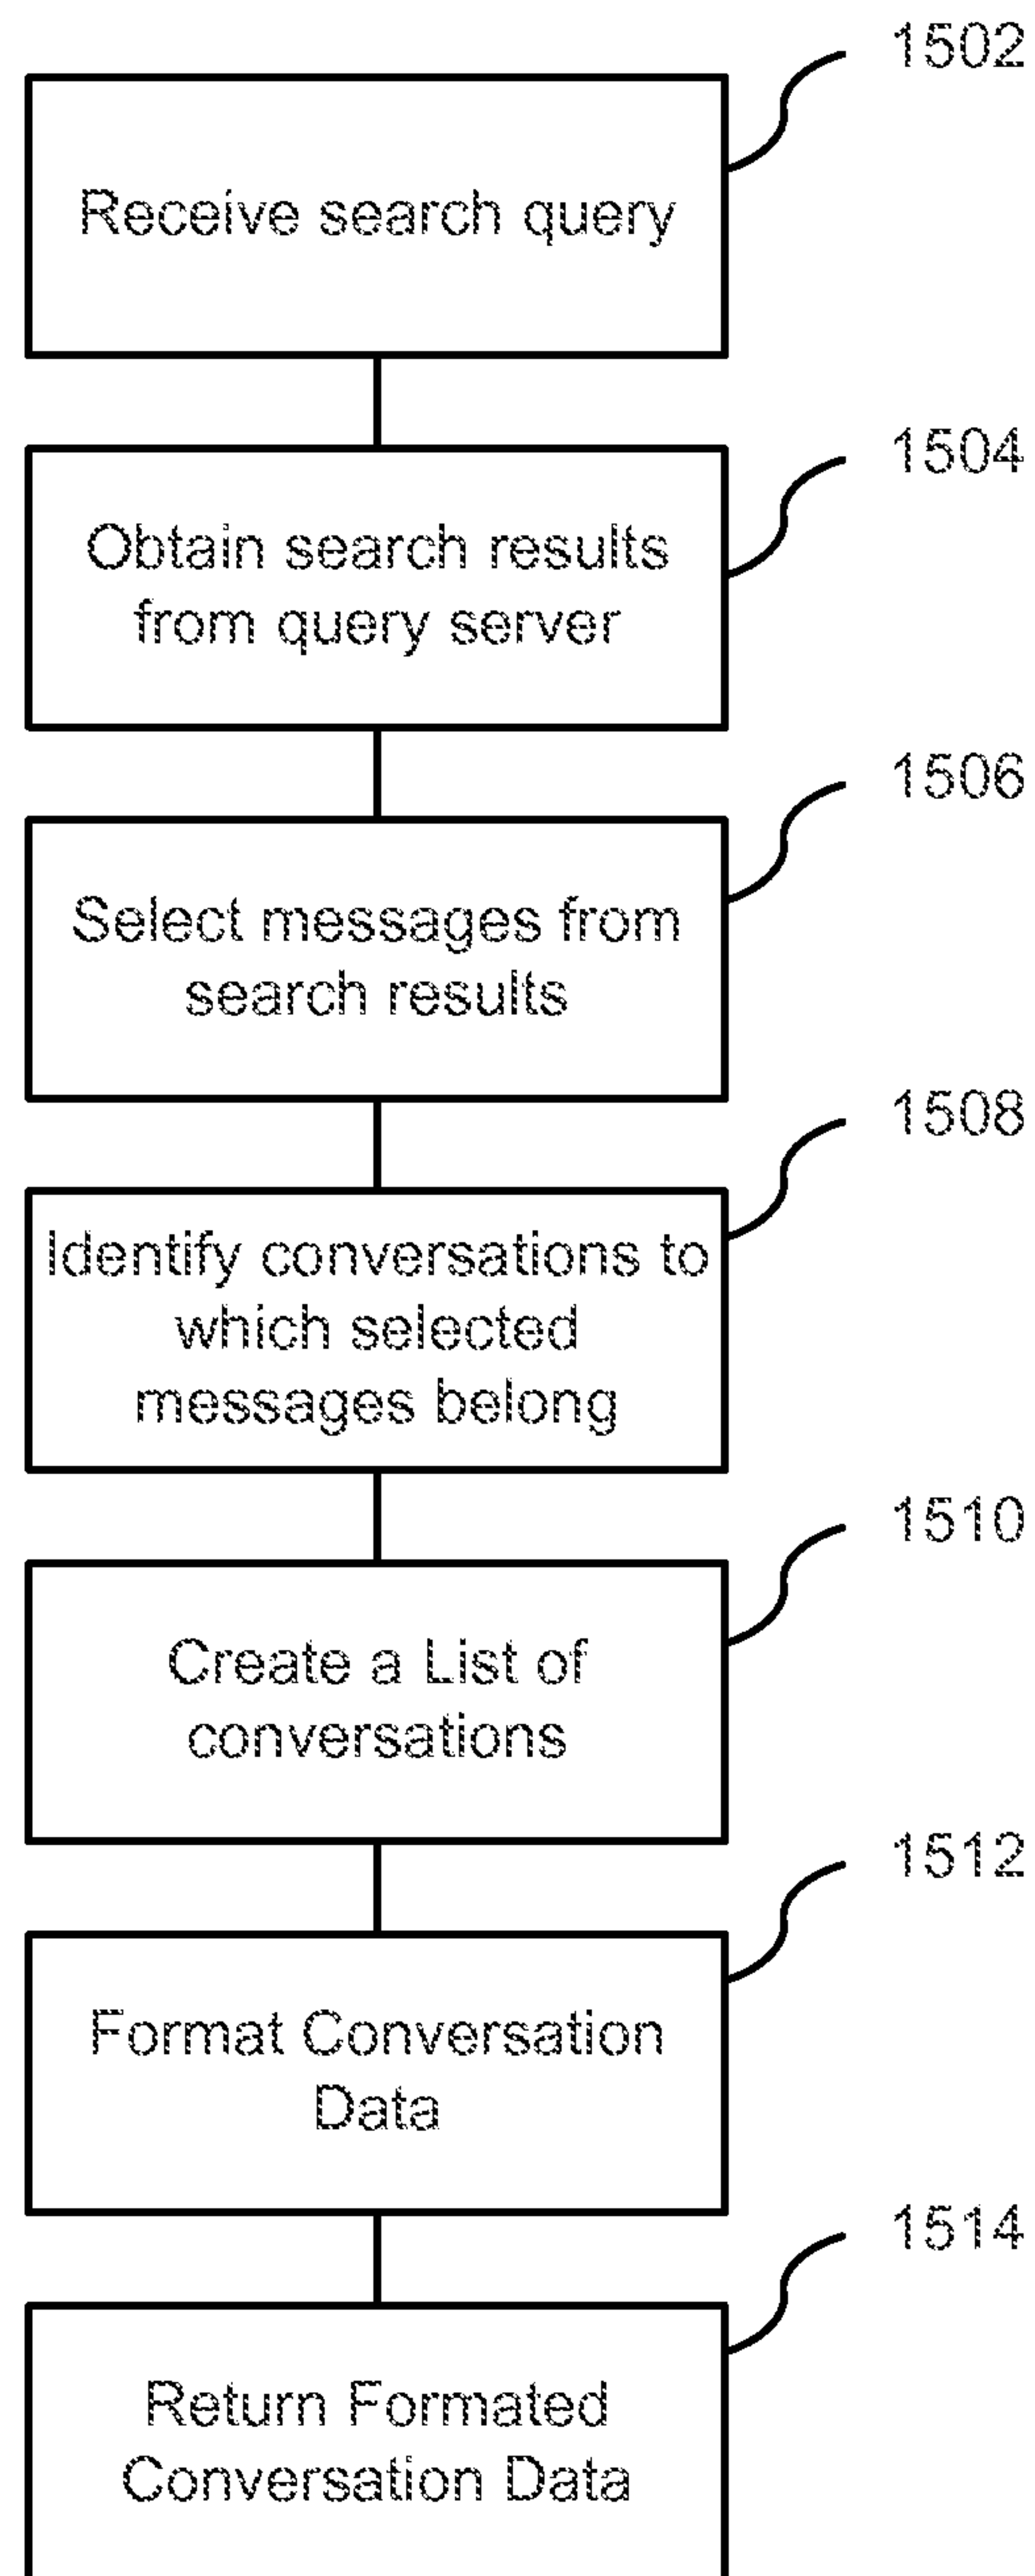 1502
Receive search query
1504
Obtain search results
from query server
1506
Select messages from
search results
1508
Identify conversations to
which selected
messages belong
1510
Create a List of
conversations
1512
Format Conversation
Data
1514
Return Formated
Conversation Data